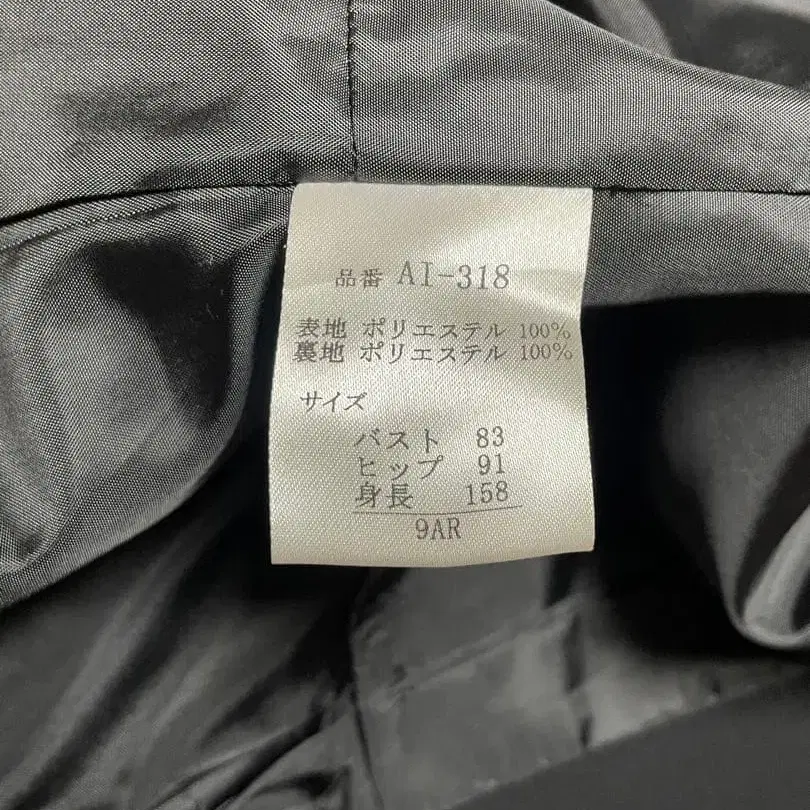 品番 AI-318
表地 ポリエステル 100%
裏地 ポリエステル 100%
サイズ
バスト 83
ヒップ 91
身長 158
9AR